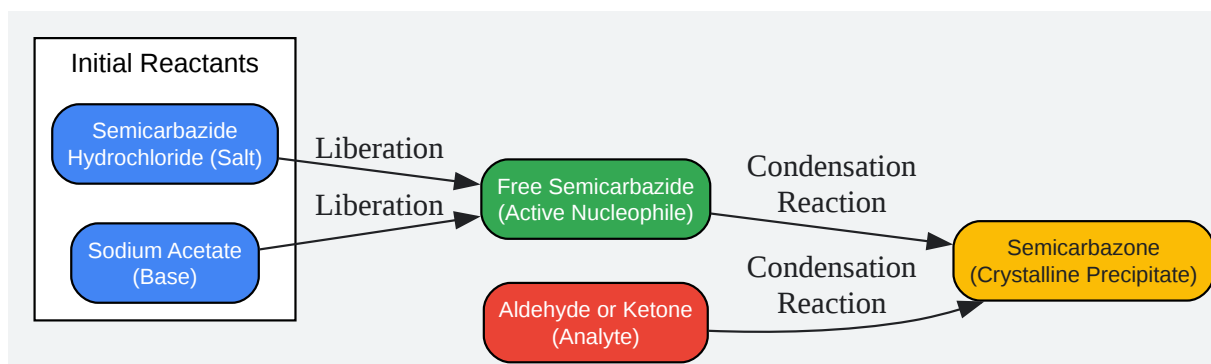 Initial Reactants
Semicarbazide
Hydrochloride (Salt)
Liberation
Sodium Acetate
(Base)
Liberation
Free Semicarbazide
(Active Nucleophile)
Aldehyde or Ketone
(Analyte)
Condensation
Reaction
Condensation
Reaction
Semicarbazone
(Crystalline Precipitate)